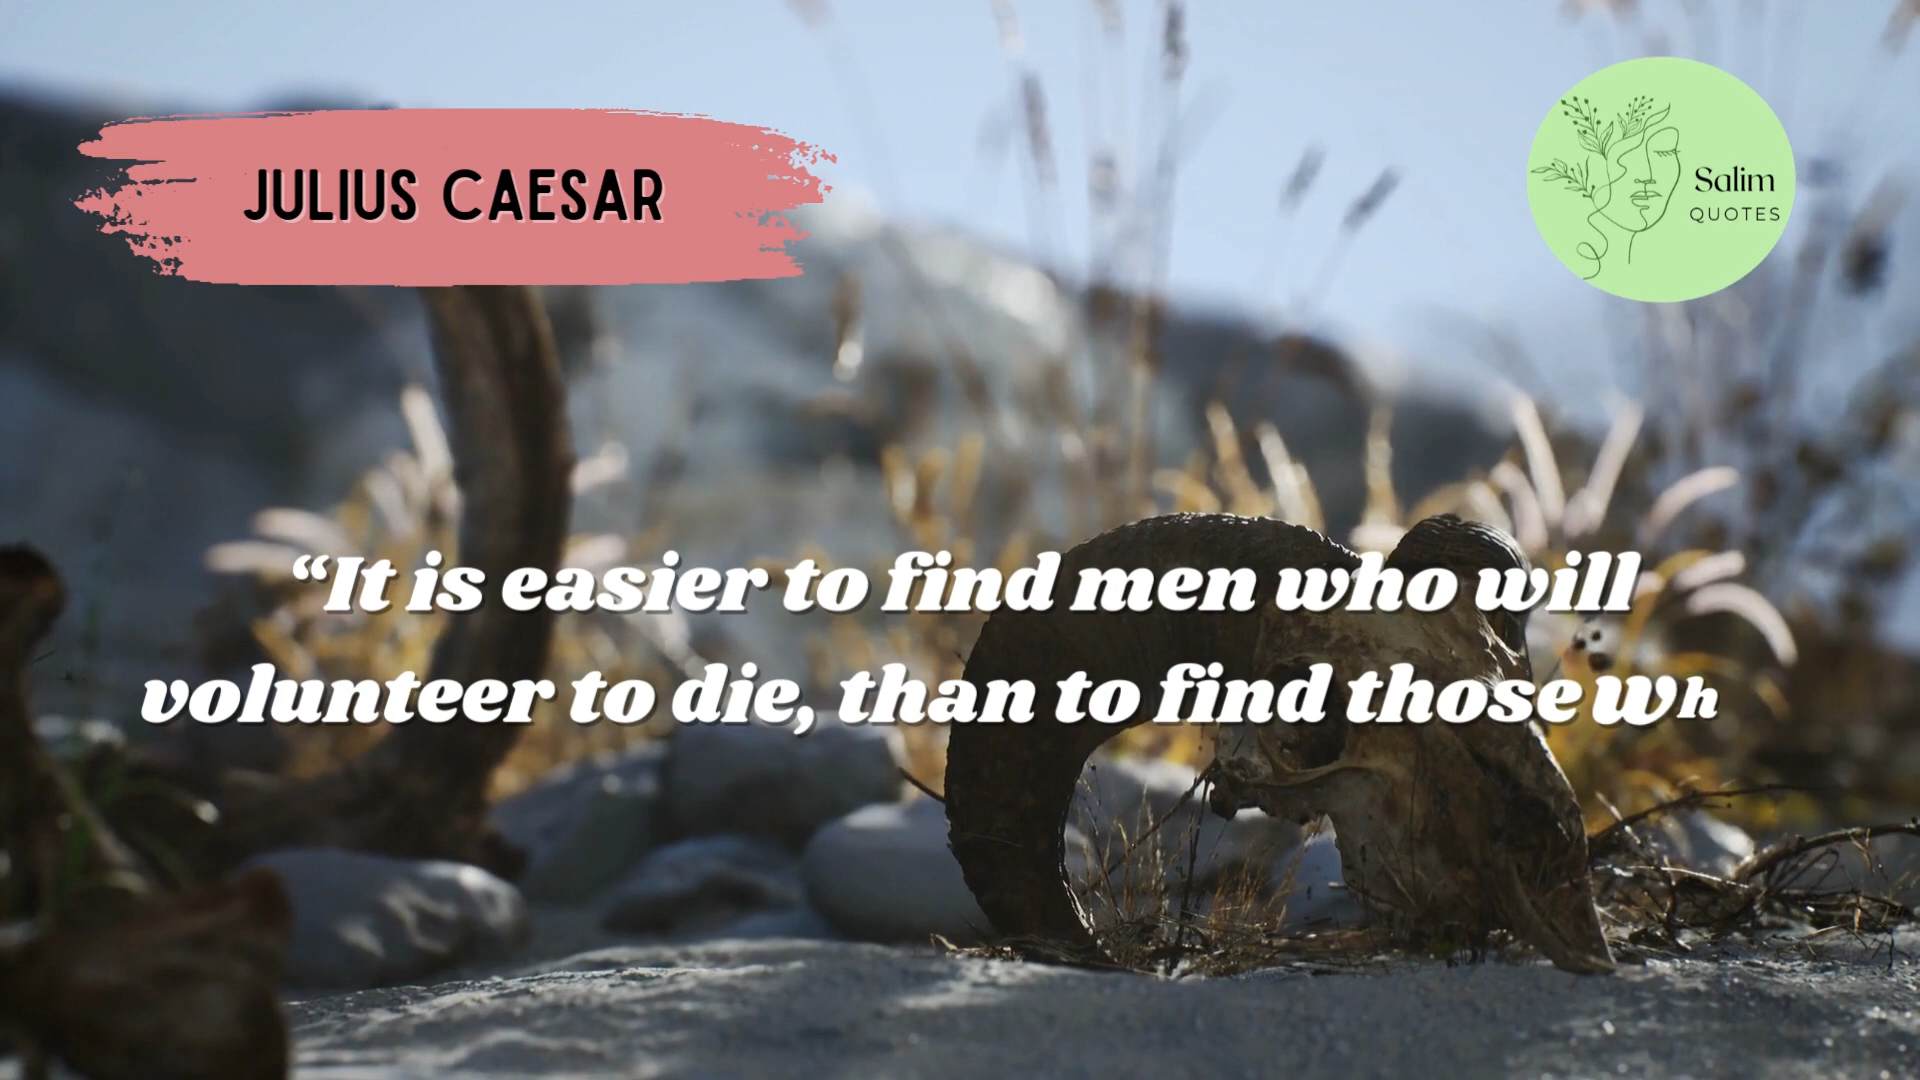 JULIUS CAESAR
Salim
QUOTES
“It is easier to find men who will
volunteer to die, than to find those wh